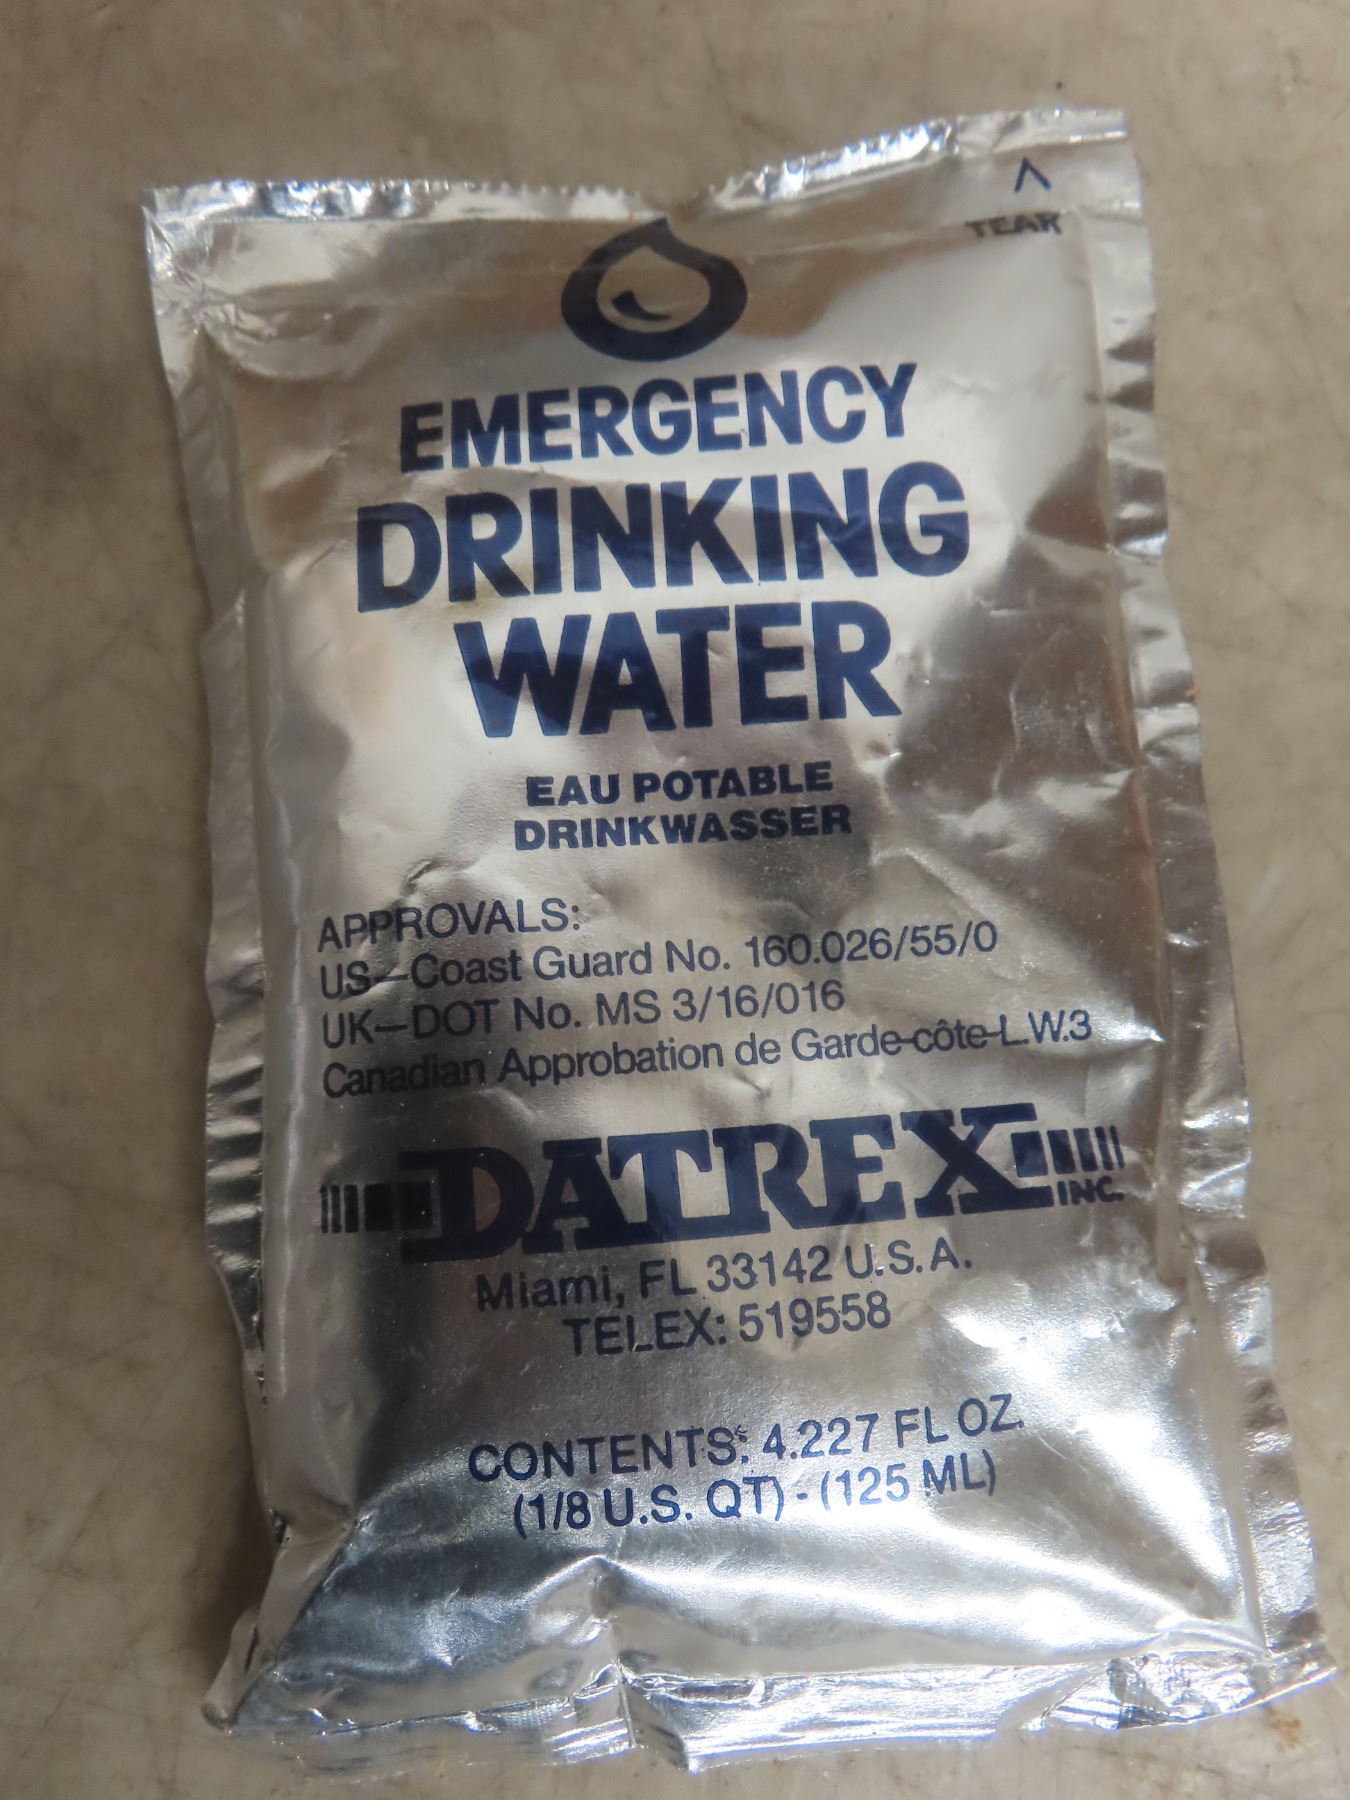 TEAR
EMERGENCY
DRINKING
WATER
EAU POTABLE
DRINKWASSER
APPROVALS:
US—Coast Guard No. 160.026/55/0
UK—DOT No. MS 3/16/016
Canadian Approbation de Garde-côte-L.W.3
DATREX INC.
Miami, FL 33142 U.S.A.
TELEX: 519558
CONTENTS: 4.227 FL OZ.
(1/8 U.S. QT) - (125 ML)